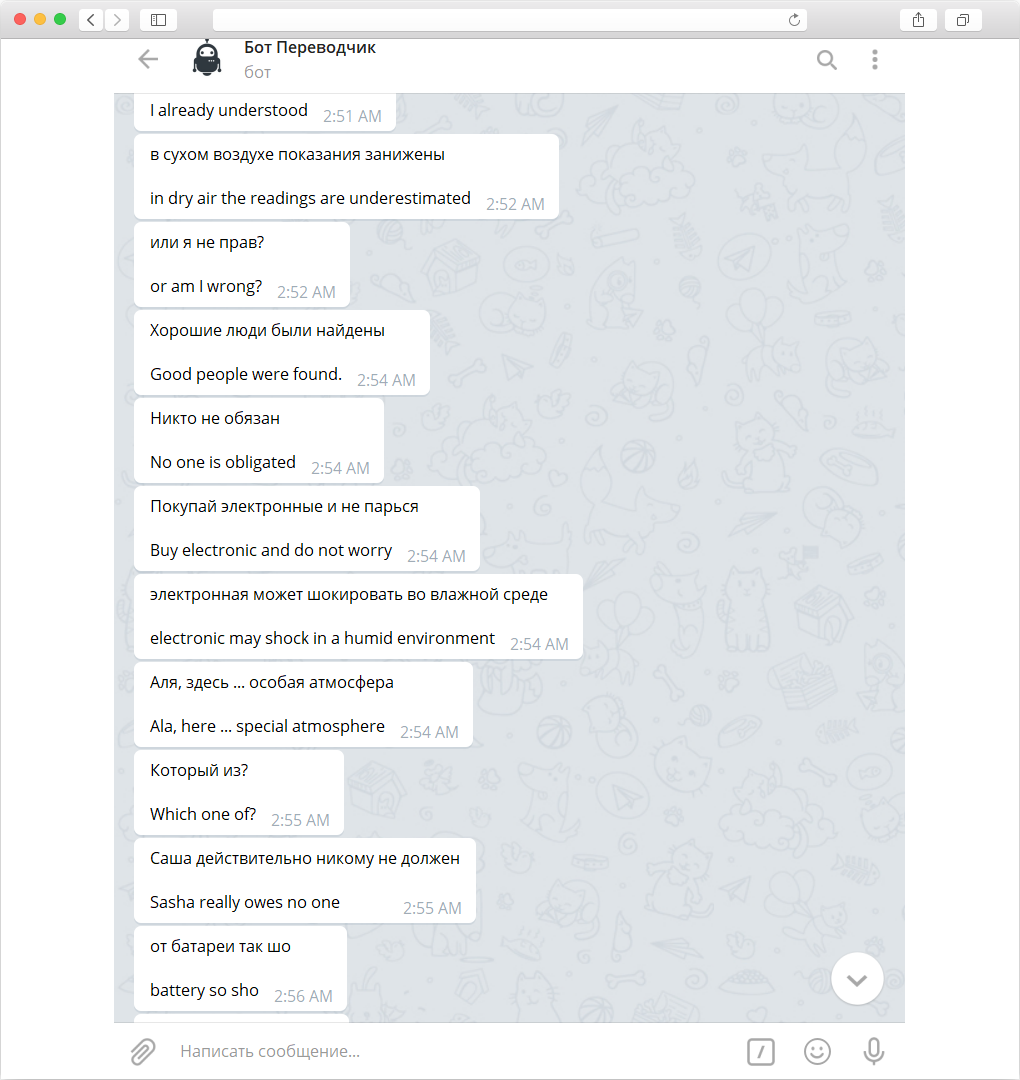 Бот Переводчик
бот
I already understood 2:51 AM
в сухом воздухе показания занижены
in dry air the readings are underestimated 2:52 AM
или я не прав?
or am I wrong? 2:52 AM
Хорошие люди были найдены
Good people were found. 2:54 AM
Никто не обязан
No one is obligated 2:54 AM
Покупай электронные и не парься
Buy electronic and do not worry 2:54 AM
электронная может шокировать во влажной среде
electronic may shock in a humid environment 2:54 AM
Аля, здесь ... особая атмосфера
Ala, here ... special atmosphere 2:54 AM
Который из?
Which one of? 2:55 AM
Саша действительно никому не должен
Sasha really owes no one 2:55 AM
от батареи так шо
battery so sho 2:56 AM
Написать сообщение...